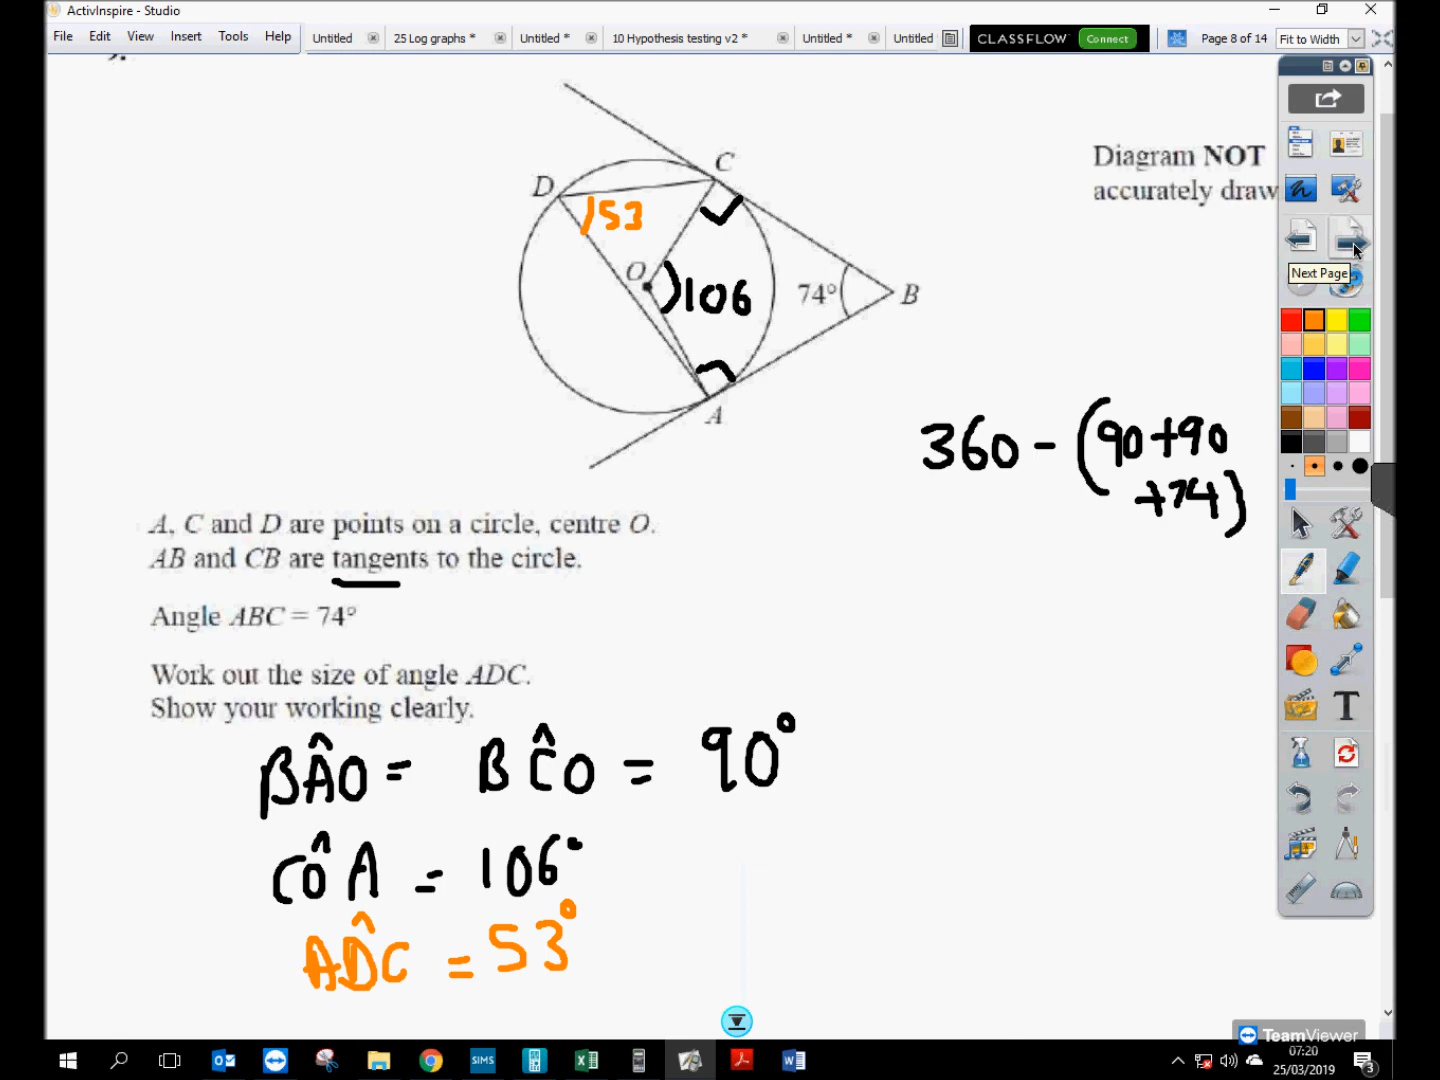 ActivInspire - Studio
File Edit View Insert Tools Help Untitled 25 Log graphs * Untitled * 10 Hypothesis testing v2 * Untitled * Untitled CLASSFLOW Connect Page 8 of 14 Fit to Width
Diagram NOT
accurately draw
C
D
53
O
106
74°
B
A
Next Page
360 - (90+90
+74)
A, C and D are points on a circle, centre O.
AB and CB are tangents to the circle.
Angle ABC = 74°
Work out the size of angle ADC.
Show your working clearly.
BÂO = BĈO = 90°
CÔA = 106°
AD̂C = 53°
T
TeamViewer
SIMS
07:20
25/03/2019
3